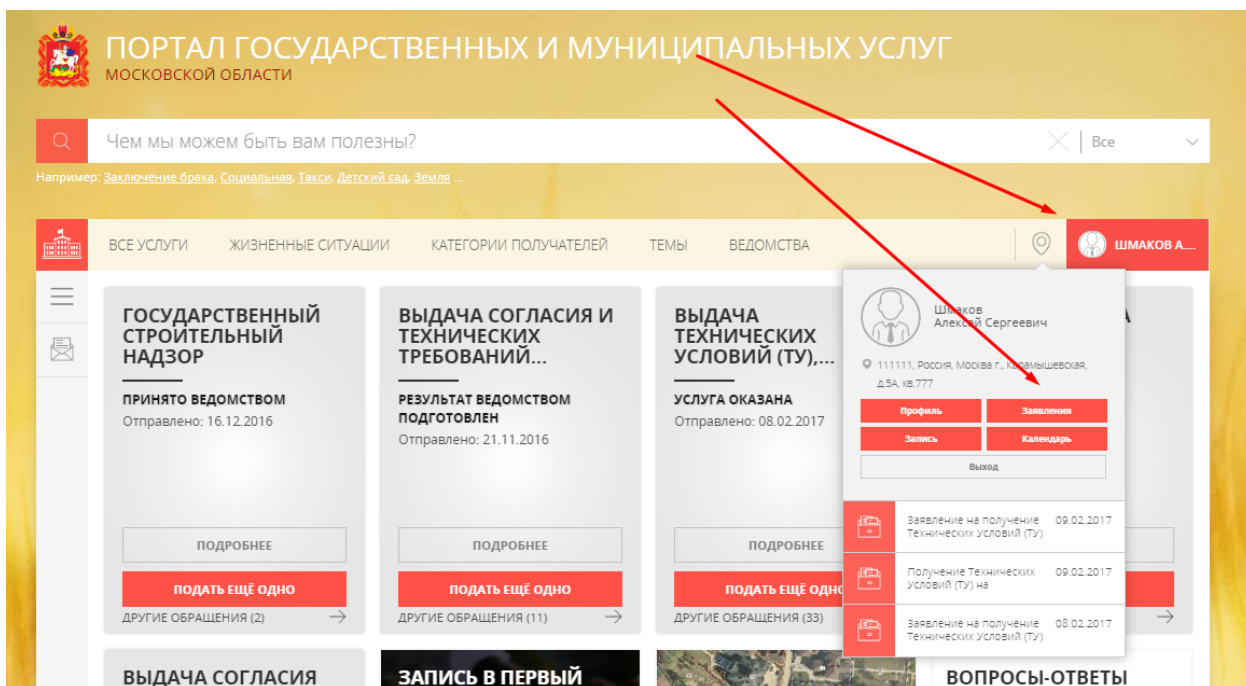 ПОРТАЛ ГОСУДАРСТВЕННЫХ И МУНИЦИПАЛЬНЫХ УСЛУГ
МОСКОВСКОЙ ОБЛАСТИ
Чем мы можем быть вам полезны?
Все
Например: Заключение брака, Социальная, Такси, Детский сад, Земля ...
ВСЕ УСЛУГИ
ЖИЗНЕННЫЕ СИТУАЦИИ
КАТЕГОРИИ ПОЛУЧАТЕЛЕЙ
ТЕМЫ
ВЕДОМСТВА
ШМАКОВ А....
ГОСУДАРСТВЕННЫЙ
СТРОИТЕЛЬНЫЙ
НАДЗОР
ПРИНЯТО ВЕДОМСТВОМ
Отправлено: 16.12.2016
ПОДРОБНЕЕ
ПОДАТЬ ЕЩЁ ОДНО
ДРУГИЕ ОБРАЩЕНИЯ (2)
ВЫДАЧА СОГЛАСИЯ И
ТЕХНИЧЕСКИХ
ТРЕБОВАНИЙ...
РЕЗУЛЬТАТ ВЕДОМСТВОМ
ПОДГОТОВЛЕН
Отправлено: 21.11.2016
ПОДРОБНЕЕ
ПОДАТЬ ЕЩЁ ОДНО
ДРУГИЕ ОБРАЩЕНИЯ (11)
ВЫДАЧА
ТЕХНИЧЕСКИХ
УСЛОВИЙ (ТУ),...
УСЛУГА ОКАЗАНА
Отправлено: 08.02.2017
ПОДРОБНЕЕ
ПОДАТЬ ЕЩЁ ОДНО
ДРУГИЕ ОБРАЩЕНИЯ (33)
Шмаков
Алексей Сергеевич
111111, Россия, Москва г., Карамышевская,
д.5А, кв.777
Профиль
Заявления
Запись
Календарь
Выход
Заявление на получение 09.02.2017
Технических Условий (ТУ)
Получение Технических 09.02.2017
Условий (ТУ) на
Заявление на получение 08.02.2017
Технических Условий (ТУ)
ВЫДАЧА СОГЛАСИЯ
ЗАПИСЬ В ПЕРВЫЙ
ВОПРОСЫ-ОТВЕТЫ